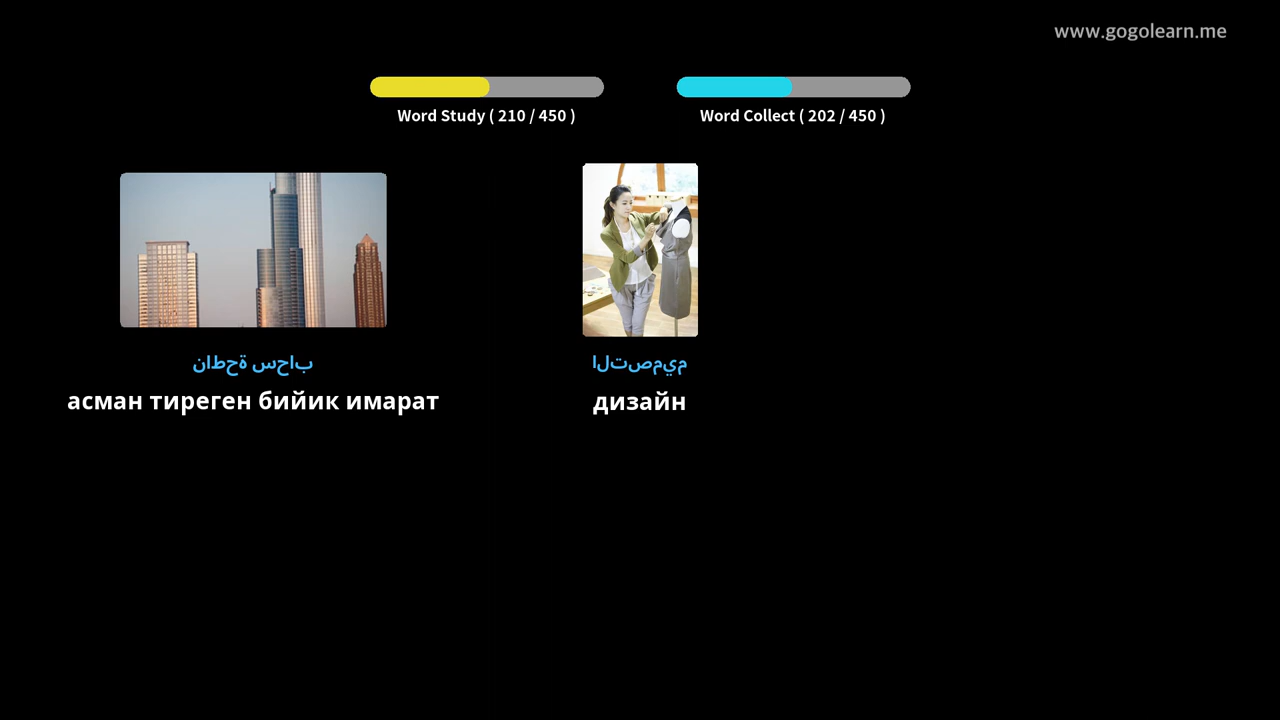 www.gogolearn.me
Word Study ( 210 / 450 )
Word Collect ( 202 / 450 )
ناطحة سحاب
асман тиреген бийик имарат
التصميم
дизайн